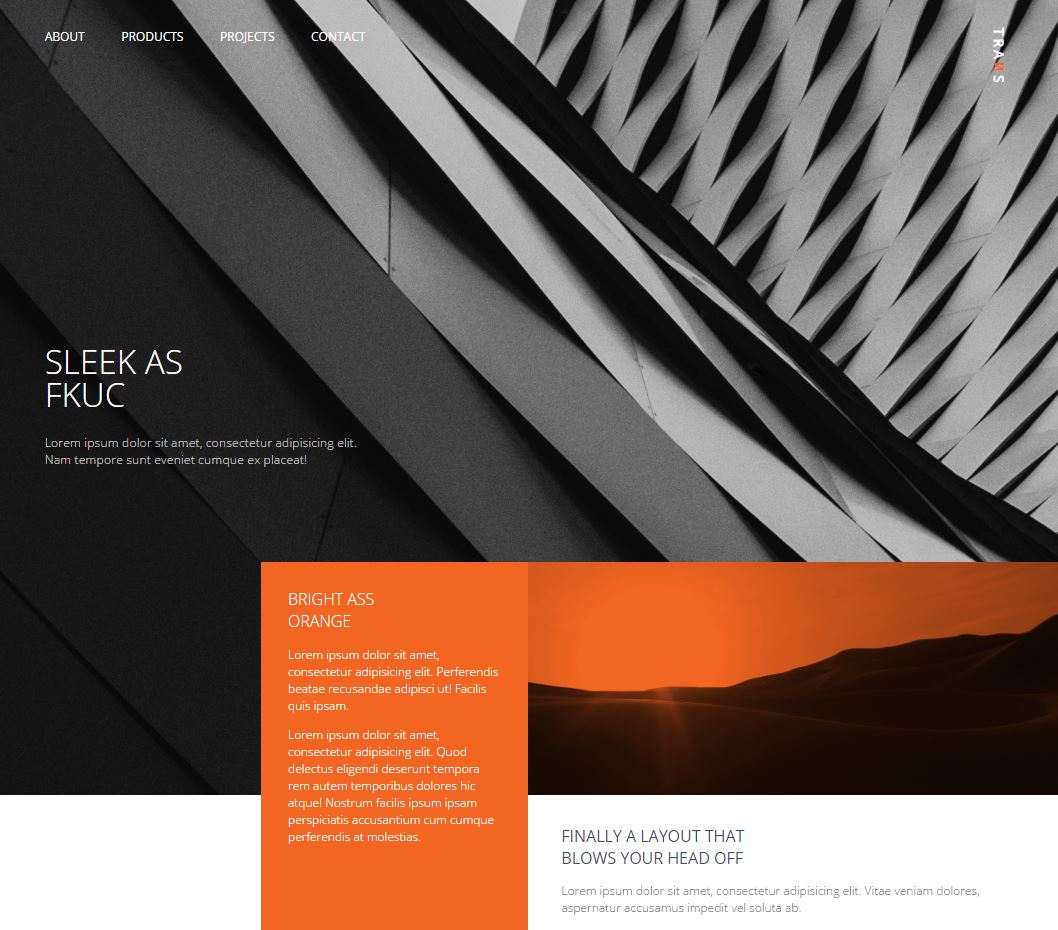 ABOUT PRODUCTS PROJECTS CONTACT
TRAMS
SLEEK AS
FKUC
Lorem ipsum dolor sit amet, consectetur adipisicing elit.
Nam tempore sunt eveniet cumque ex placeat!
BRIGHT ASS
ORANGE
Lorem ipsum dolor sit amet,
consectetur adipisicing elit. Perferendis
beatae recusandae adipisci ut! Facilis
quis ipsam.
Lorem ipsum dolor sit amet,
consectetur adipisicing elit. Quod
delectus eligendi deserunt tempora
rem autem temporibus dolores hic
atque! Nostrum facilis ipsum ipsam
perspiciatis accusantium cum cumque
perferendis at molestias.
FINALLY A LAYOUT THAT
BLOWS YOUR HEAD OFF
Lorem ipsum dolor sit amet, consectetur adipisicing elit. Vitae veniam dolores,
aspernatur accusamus impedit vel soluta ab.